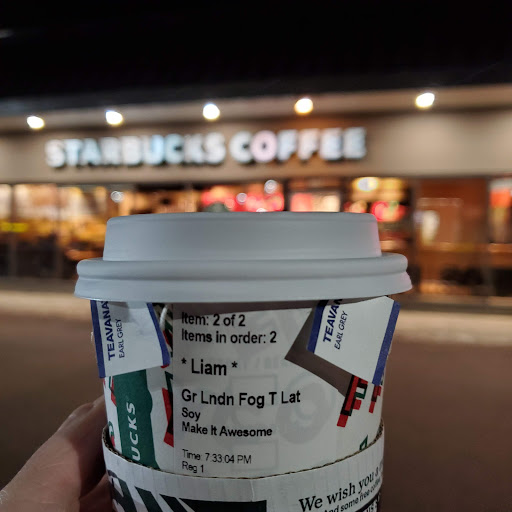 STARBUCKS COFFEE
TEAVANA
EARL GREY
Item: 2 of 2
Items in order: 2
* Liam *
Gr Lndn Fog T Lat
Soy
Make It Awesome
Time: 7:33:04 PM
Reg 1
TEAVANA
EARL GREY
UCKS
We wish you a